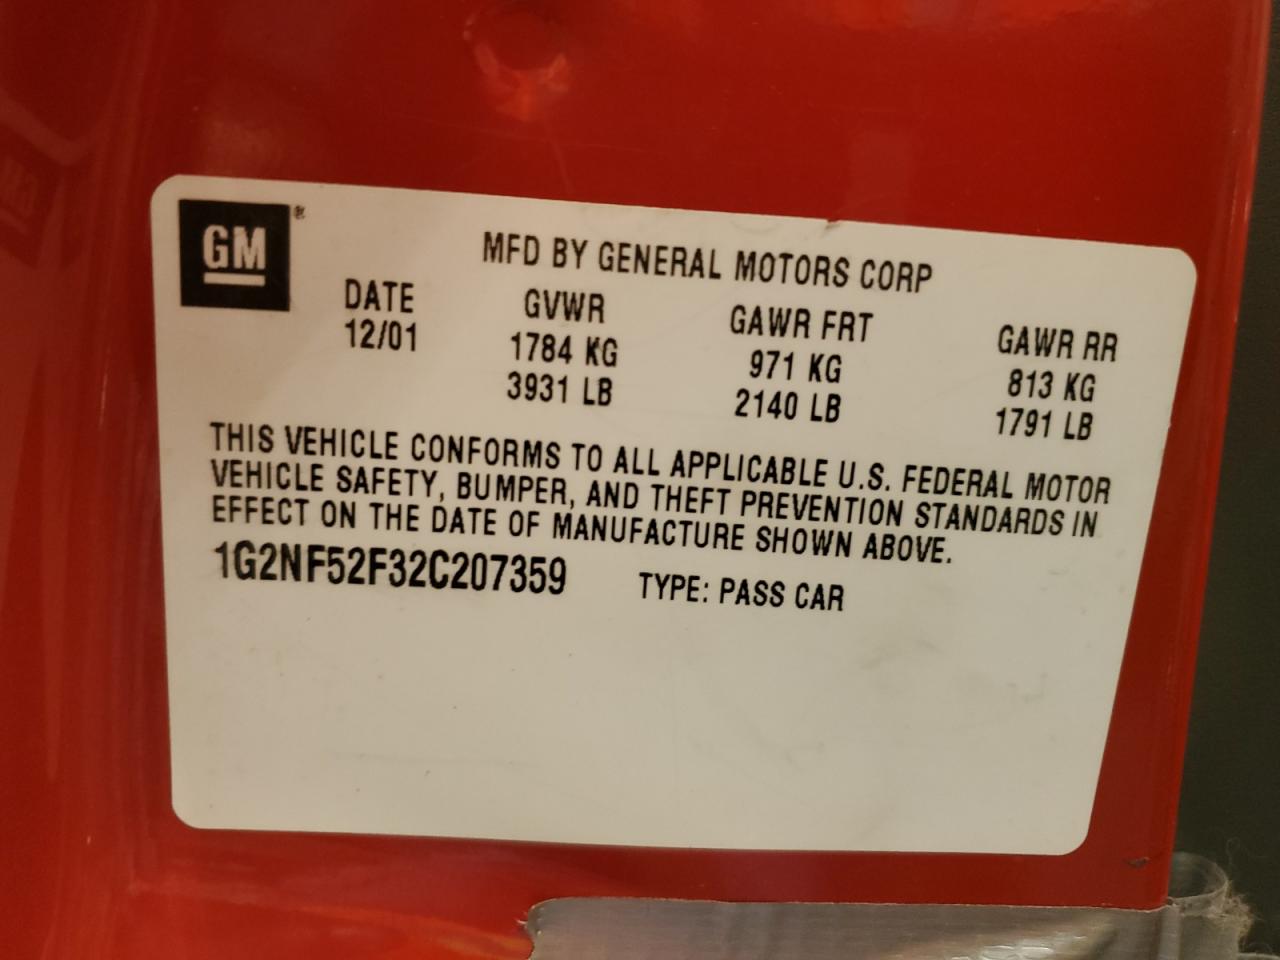 GM®
MFD BY GENERAL MOTORS CORP
DATE GVWR GAWR FRT GAWR RR
12/01 1784 KG 971 KG 813 KG
3931 LB 2140 LB 1791 LB
THIS VEHICLE CONFORMS TO ALL APPLICABLE U.S. FEDERAL MOTOR
VEHICLE SAFETY, BUMPER, AND THEFT PREVENTION STANDARDS IN
EFFECT ON THE DATE OF MANUFACTURE SHOWN ABOVE.
1G2NF52F32C207359 TYPE: PASS CAR